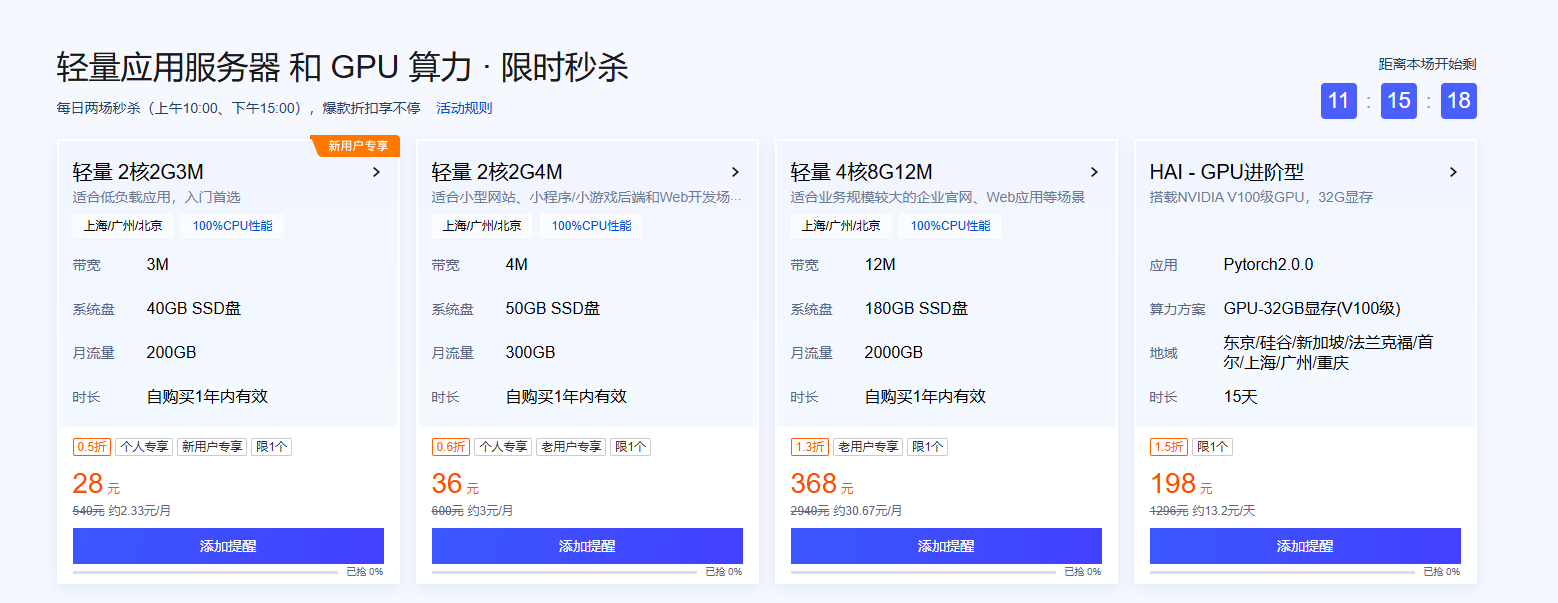 轻量应用服务器 和 GPU 算力 · 限时秒杀
每日两场秒杀（上午10:00、下午15:00），爆款折扣享不停 活动规则
距离本场开始剩
11 : 15 : 18
新用户专享
轻量 2核2G3M
适合低负载应用，入门首选
上海/广州/北京 100%CPU性能
带宽 3M
系统盘 40GB SSD盘
月流量 200GB
时长 自购买1年内有效
0.5折 个人专享 新用户专享 限1个
28 元
540元 约2.33元/月
添加提醒
已抢 0%
轻量 2核2G4M
适合小型网站、小程序/小游戏后端和Web开发场...
上海/广州/北京 100%CPU性能
带宽 4M
系统盘 50GB SSD盘
月流量 300GB
时长 自购买1年内有效
0.6折 个人专享 老用户专享 限1个
36 元
600元 约3元/月
添加提醒
已抢 0%
轻量 4核8G12M
适合业务规模较大的企业官网、Web应用等场景
上海/广州/北京 100%CPU性能
带宽 12M
系统盘 180GB SSD盘
月流量 2000GB
时长 自购买1年内有效
1.3折 老用户专享 限1个
368 元
2940元 约30.67元/月
添加提醒
已抢 0%
HAI - GPU进阶型
搭载NVIDIA V100级GPU，32G显存
应用 Pytorch2.0.0
算力方案 GPU-32GB显存(V100级)
地域 东京/硅谷/新加坡/法兰克福/首
尔/上海/广州/重庆
时长 15天
1.5折 限1个
198 元
1296元 约13.2元/天
添加提醒
已抢 0%